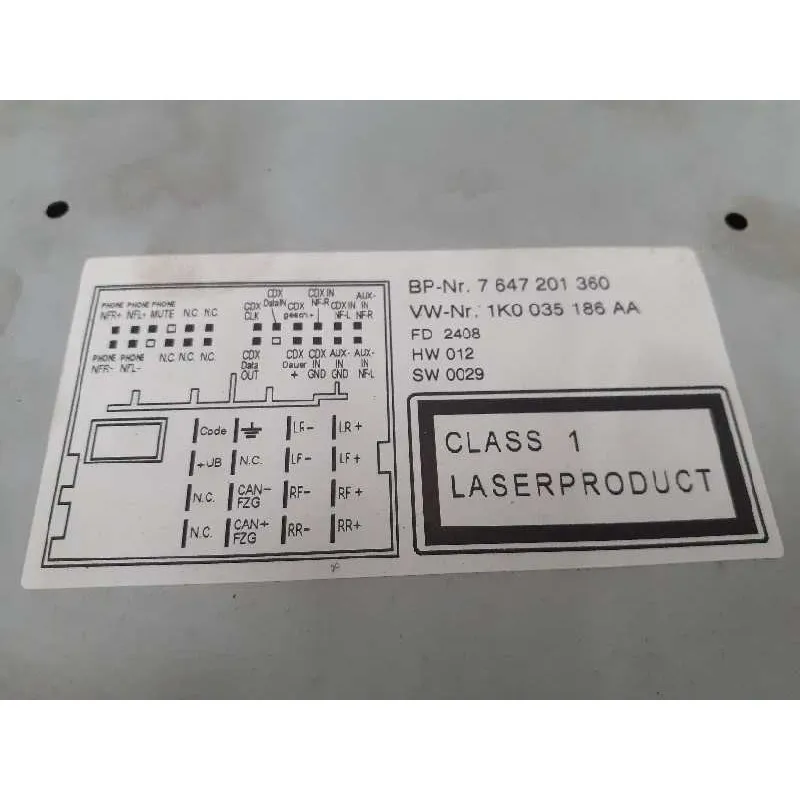 PHONE PHONE PHONE
NFR+ NFL+ MUTE N.C. N.C.
PHONE PHONE
NFR- NFL- N.C. N.C. N.C.
CDX CDX IN AUX-
CDX DataIN CDX NF-R CDX IN IN
CLK gesch+ NF-L NF-R
CDX CDX CDX AUX- AUX-
Data Dauer IN IN IN
OUT + GND GND NF-L
Code LR- LR+
+UB N.C. LF- LF+
N.C. CAN- RF- RF+
FZG
N.C. CAN+ RR- RR+
FZG
BP-Nr. 7 647 201 360
VW-Nr. 1K0 035 186 AA
FD 2408
HW 012
SW 0029
CLASS 1
LASERPRODUCT